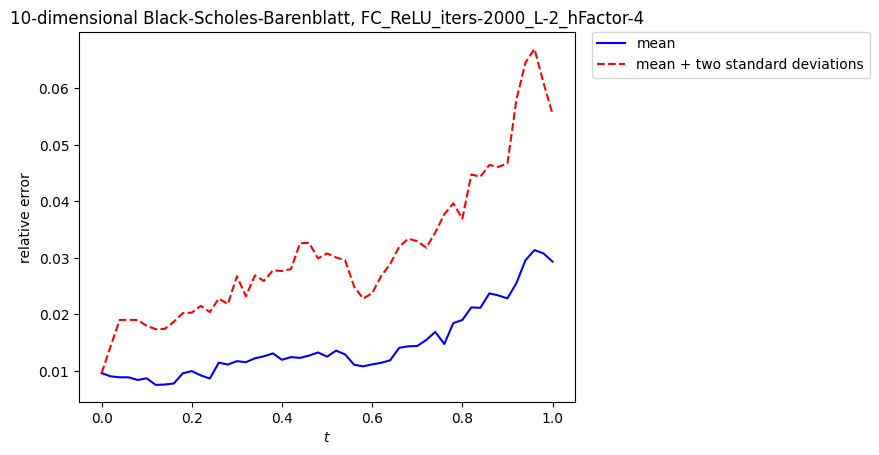 10-dimensional Black-Scholes-Barenblatt, FC_ReLU_iters-2000_L-2_hFactor-4
mean
mean + two standard deviations
relative error
0.06
0.05
0.04
0.03
0.02
0.01
0.0 0.2 0.4 0.6 0.8 1.0
t